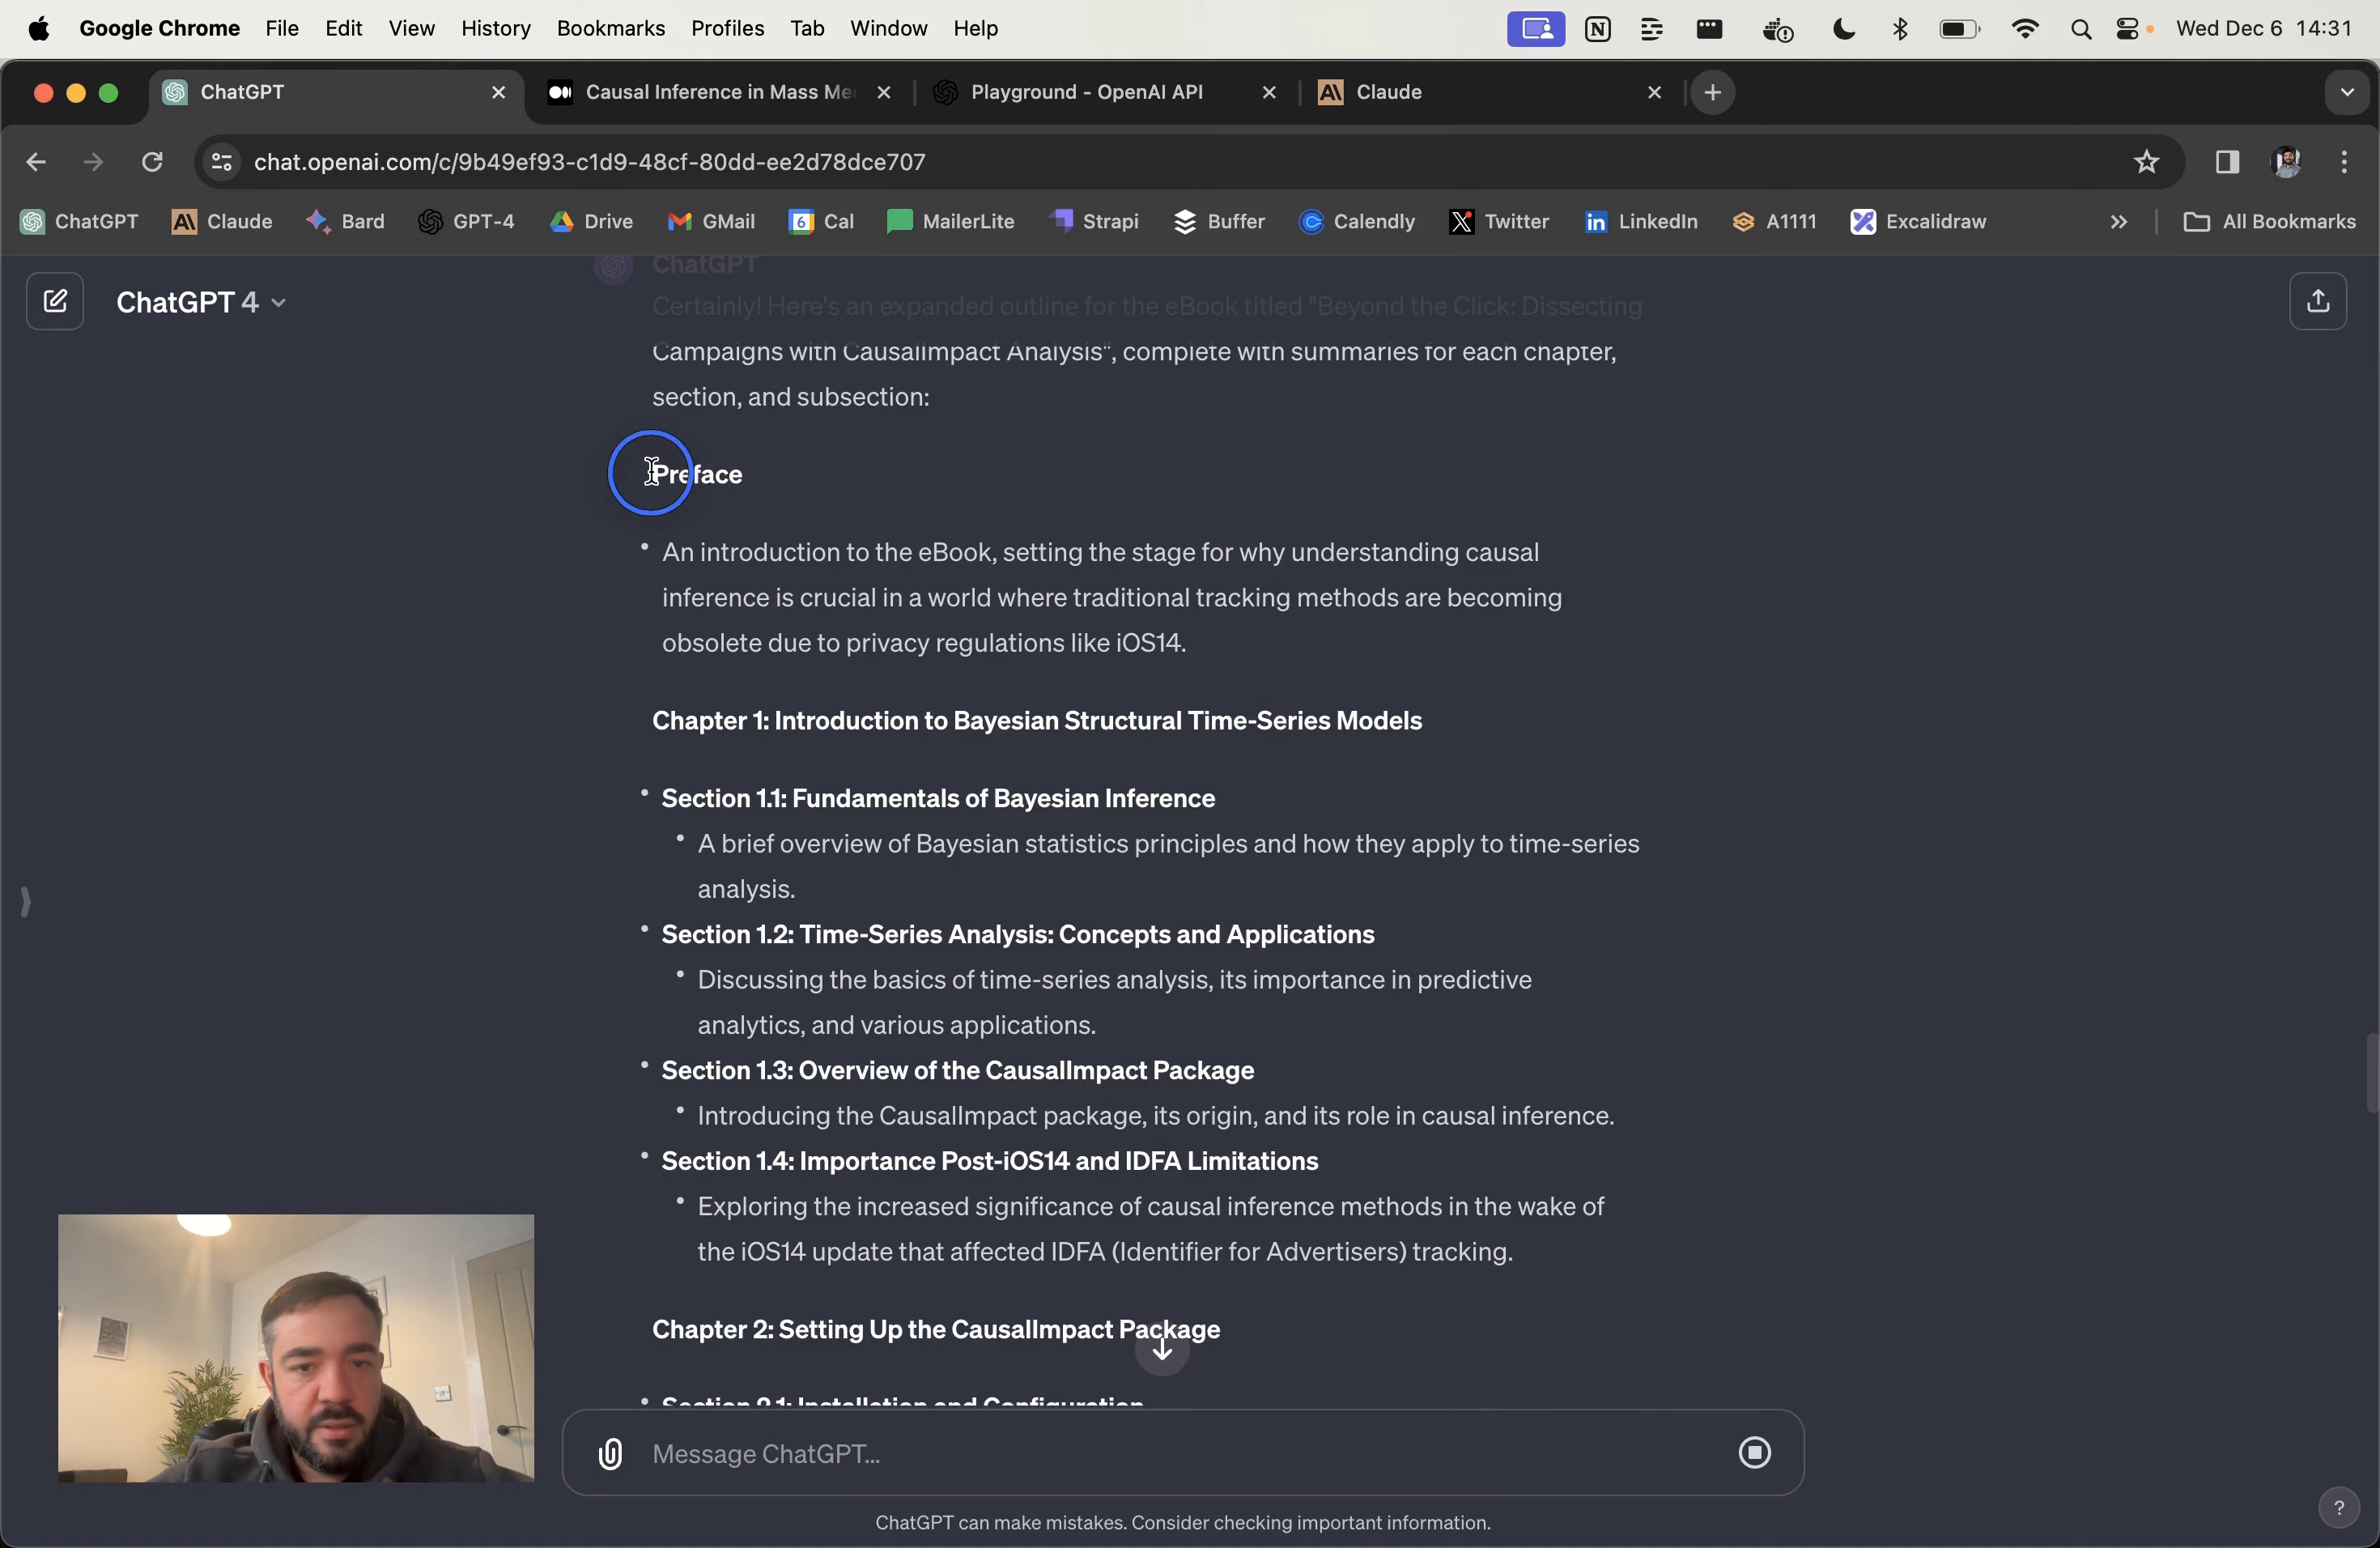 Google Chrome File Edit View History Bookmarks Profiles Tab Window Help Wed Dec 6 14:31
ChatGPT Causal Inference in Mass Me Playground - OpenAI API Claude
chat.openai.com/c/9b49ef93-c1d9-48cf-80dd-ee2d78dce707
ChatGPT Claude Bard GPT-4 Drive GMail 6 Cal MailerLite Strapi Buffer Calendly Twitter LinkedIn A1111 Excalidraw All Bookmarks
ChatGPT
ChatGPT 4
Certainly! Here's an expanded outline for the eBook titled "Beyond the Click: Dissecting
Campaigns with CausalImpact Analysis", complete with summaries for each chapter,
section, and subsection:
Preface
• An introduction to the eBook, setting the stage for why understanding causal
inference is crucial in a world where traditional tracking methods are becoming
obsolete due to privacy regulations like iOS14.
Chapter 1: Introduction to Bayesian Structural Time-Series Models
• Section 1.1: Fundamentals of Bayesian Inference
• A brief overview of Bayesian statistics principles and how they apply to time-series
analysis.
• Section 1.2: Time-Series Analysis: Concepts and Applications
• Discussing the basics of time-series analysis, its importance in predictive
analytics, and various applications.
• Section 1.3: Overview of the CausalImpact Package
• Introducing the CausalImpact package, its origin, and its role in causal inference.
• Section 1.4: Importance Post-iOS14 and IDFA Limitations
• Exploring the increased significance of causal inference methods in the wake of
the iOS14 update that affected IDFA (Identifier for Advertisers) tracking.
Chapter 2: Setting Up the CausalImpact Package
• Section 2.1: Installation and Configuration
Message ChatGPT...
ChatGPT can make mistakes. Consider checking important information.
?